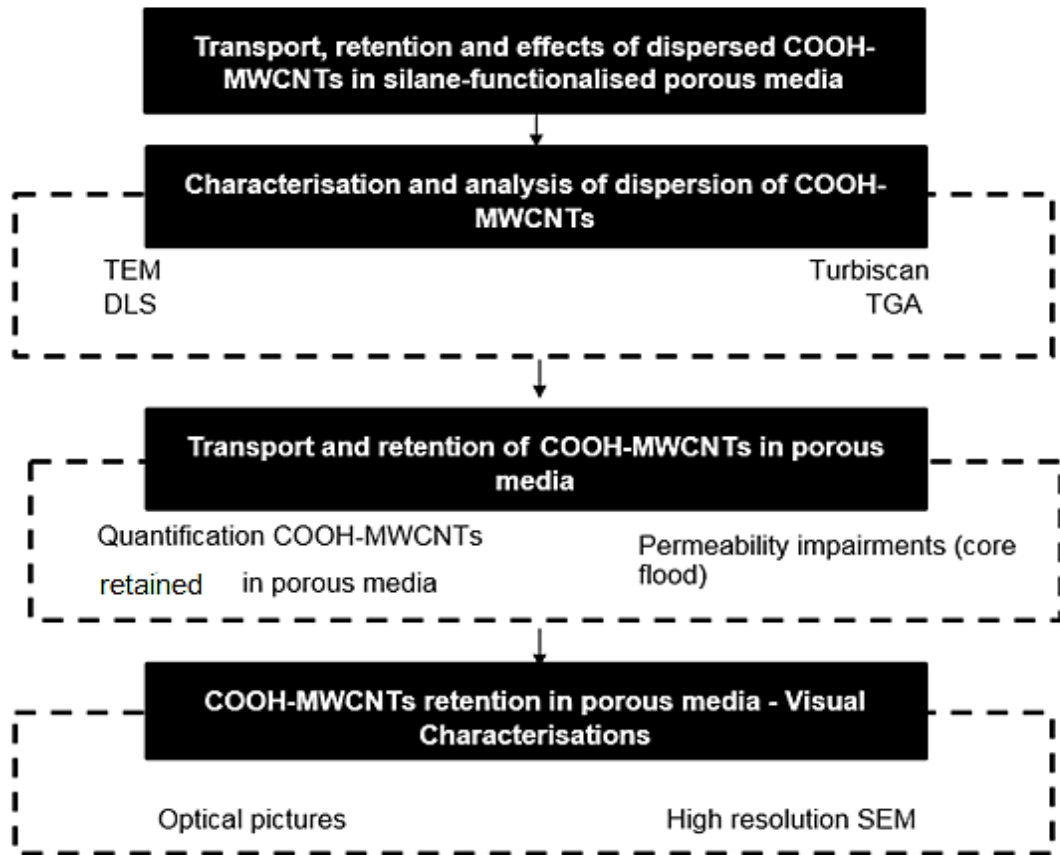 Transport, retention and effects of dispersed COOH-
MWCNTs in silane-functionalised porous media
Characterisation and analysis of dispersion of COOH-
MWCNTs
TEM
DLS
Turbiscan
TGA
Transport and retention of COOH-MWCNTs in porous
media
Quantification COOH-MWCNTs
retained in porous media
Permeability impairments (core
flood)
COOH-MWCNTs retention in porous media - Visual
Characterisations
Optical pictures
High resolution SEM